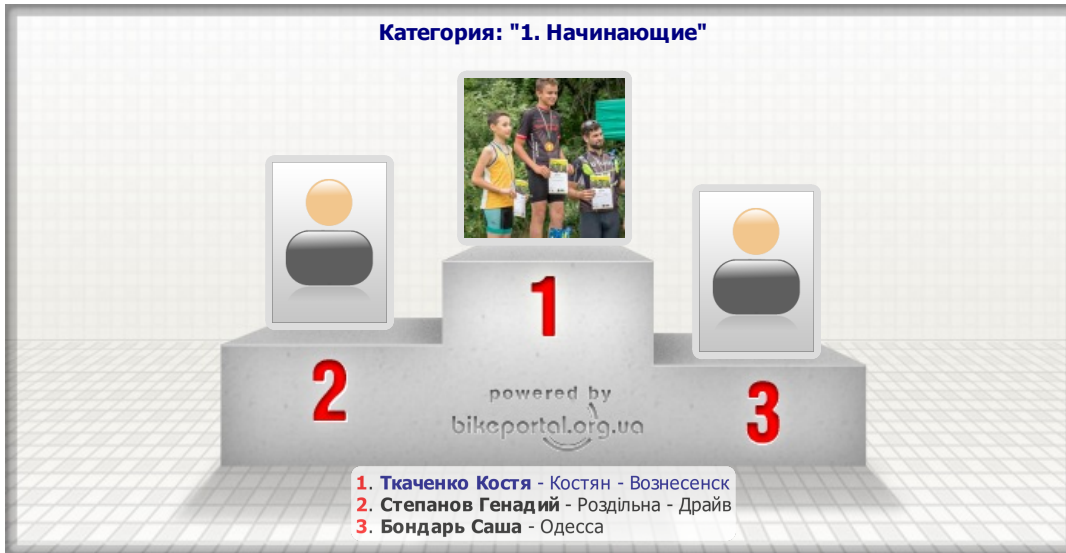 Категория: "1. Начинающие"
1
2
3
powered by
bikeportal.org.ua
1. Ткаченко Костя - Костян - Вознесенск
2. Степанов Генадий - Роздільна - Драйв
3. Бондарь Саша - Одесса